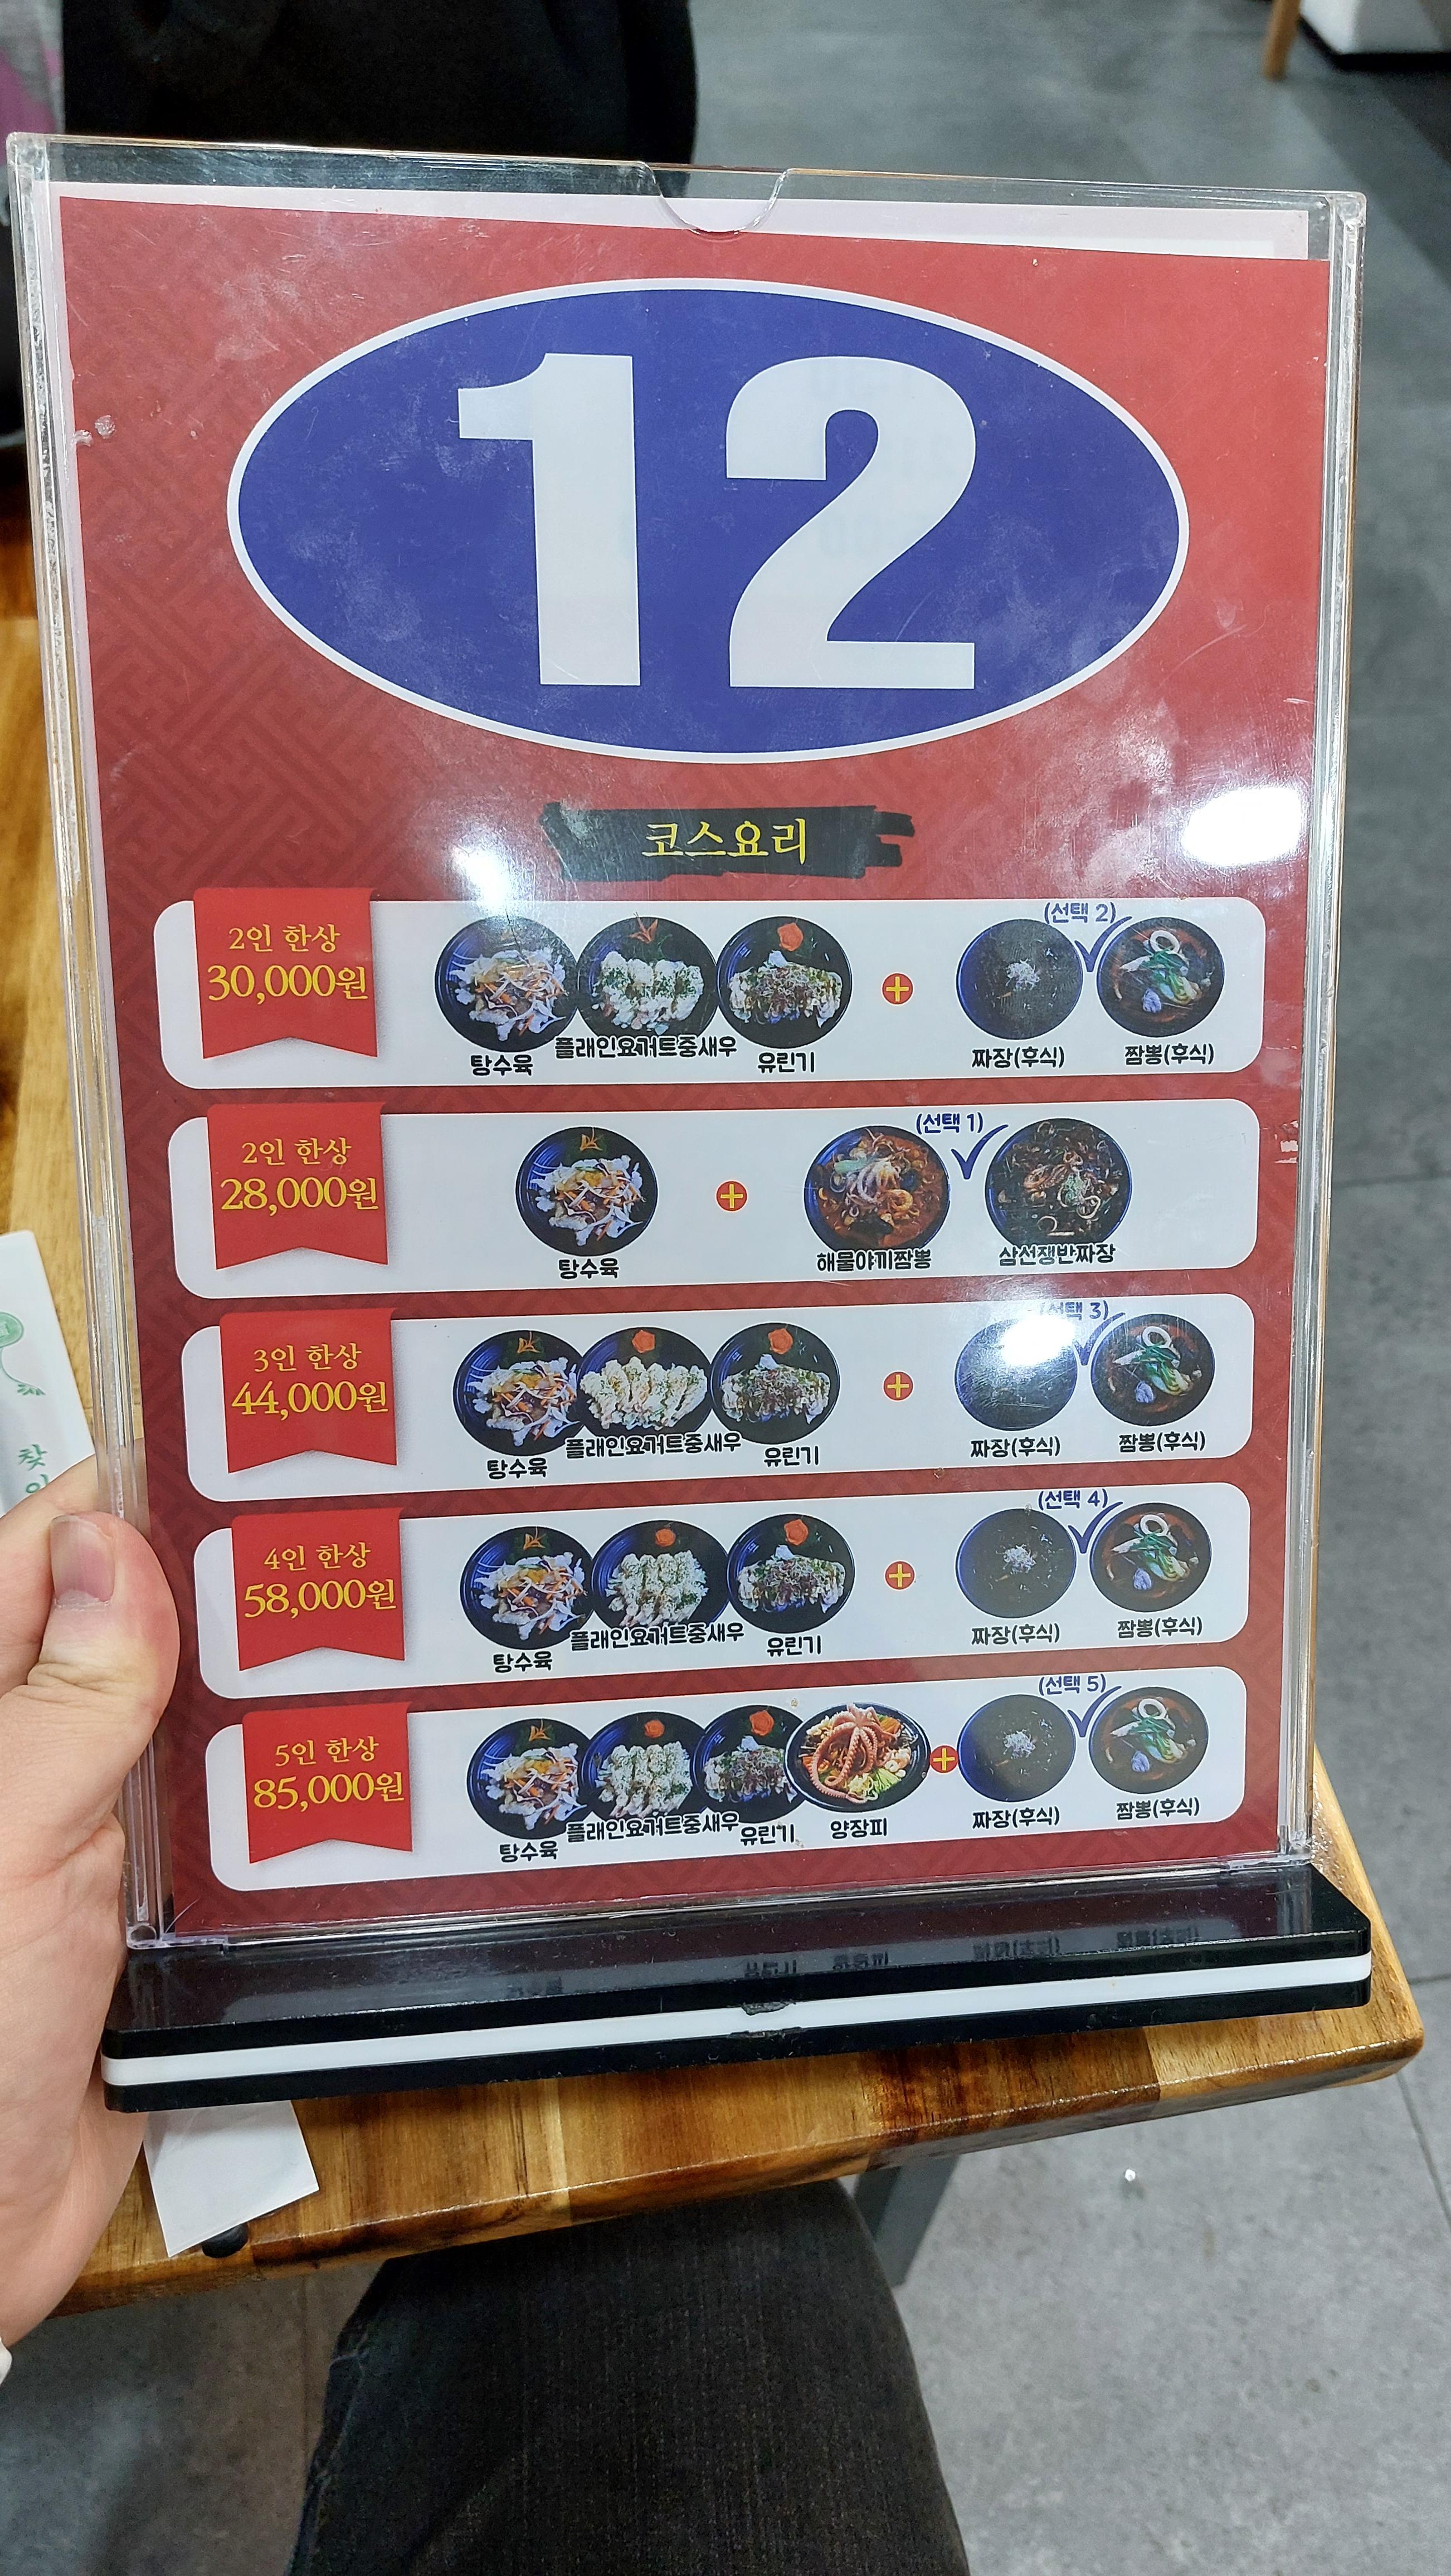 12
코스요리
2인 한상
30,000원
(선택 2)
탕수육
플래인요거트중새우
유린기
짜장(후식)
짬뽕(후식)
2인 한상
28,000원
(선택 1)
탕수육
해물야끼짬뽕
삼선쟁반짜장
3인 한상
44,000원
(선택 3)
탕수육
플래인요거트중새우
유린기
짜장(후식)
짬뽕(후식)
4인 한상
58,000원
(선택 4)
탕수육
플래인요거트중새우
유린기
짜장(후식)
짬뽕(후식)
5인 한상
85,000원
(선택 5)
탕수육
플래인요거트중새우
유린기
양장피
짜장(후식)
짬뽕(후식)
찾